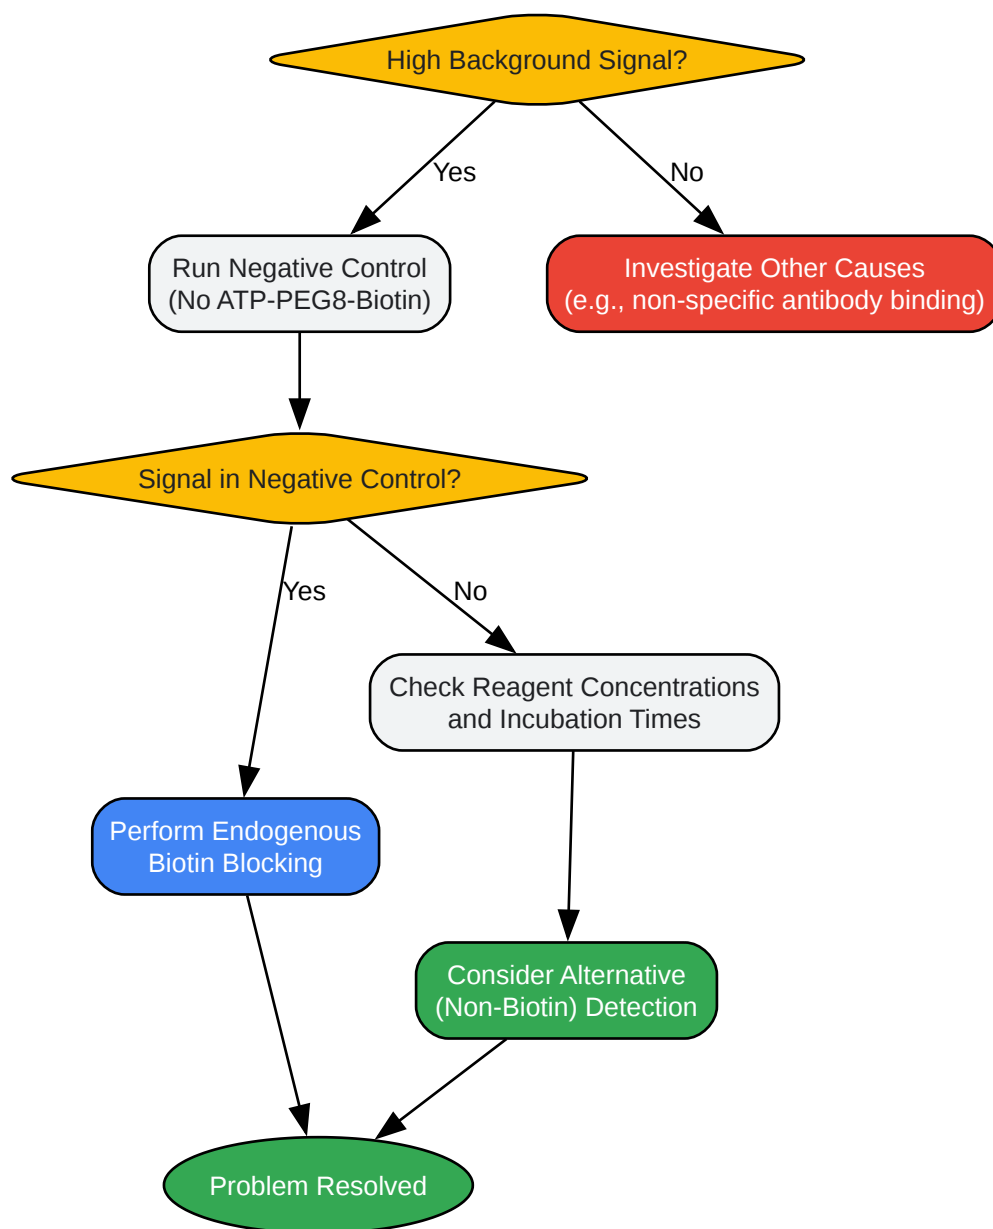 High Background Signal?
Yes
No
Run Negative Control
(No ATP-PEG8-Biotin)
Investigate Other Causes
(e.g., non-specific antibody binding)
Signal in Negative Control?
Yes
No
Check Reagent Concentrations
and Incubation Times
Perform Endogenous
Biotin Blocking
Consider Alternative
(Non-Biotin) Detection
Problem Resolved